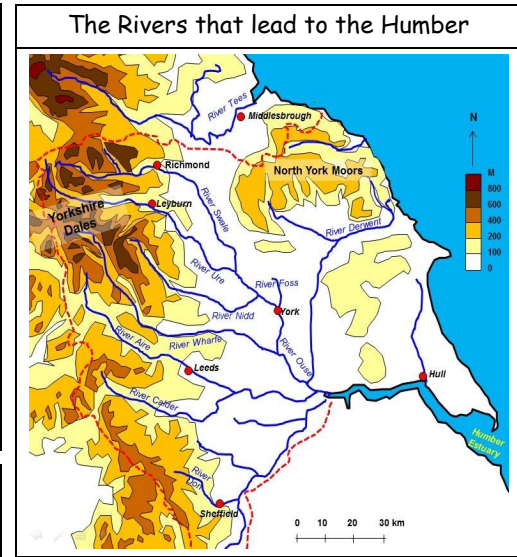 The Rivers that lead to the Humber
River Tees
Middlesbrough
N
M
800
600
400
200
100
0
Richmond
North York Moors
Yorkshire
Dales
Leyburn
River Swale
River Derwent
River Ure
River Foss
York
River Nidd
River Aire
River Wharfe
River Ouse
Leeds
Hull
River Calder
Humber
Estuary
River
Don
Sheffield
0 10 20 30 km